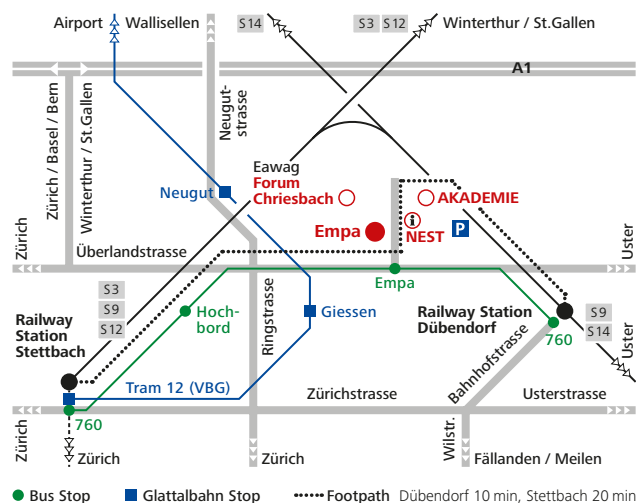 Airport
Wallisellen
S14
S3
S12
Winterthur / St.Gallen
A1
Zürich / Basel / Bern
Winterthur / St.Gallen
Neugut-
strasse
Eawag
Forum
Chriesbach
AKADEMIE
Neugut
Empa
i
NEST
P
Zürich
Überlandstrasse
Uster
Empa
S3
S9
S12
Railway
Station
Stettbach
Hoch-
bord
Ringstrasse
Giessen
Railway Station
Dübendorf
S9
S14
760
Uster
Bahnhofstrasse
Tram 12 (VBG)
Zürichstrasse
Usterstrasse
760
Zürich
Zürich
Zürich
Wilstr.
Fällanden / Meilen
Bus Stop
Glattalbahn Stop
Footpath Dübendorf 10 min, Stettbach 20 min